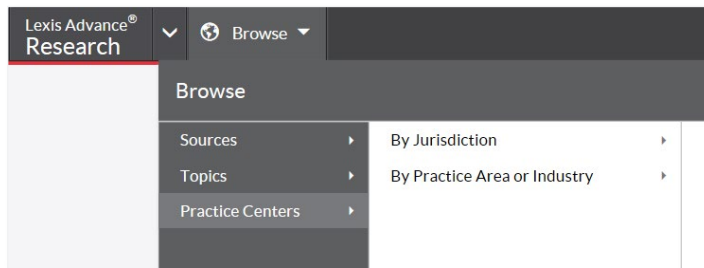 Lexis Advance®
Research
Browse
Browse
Sources
By Jurisdiction
Topics
By Practice Area or Industry
Practice Centers